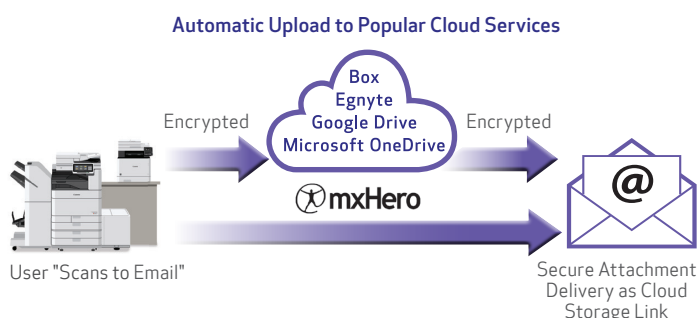 Automatic Upload to Popular Cloud Services
Box
Egnyte
Google Drive
Microsoft OneDrive
Encrypted
Encrypted
mxHero
@
User "Scans to Email"
Secure Attachment
Delivery as Cloud
Storage Link